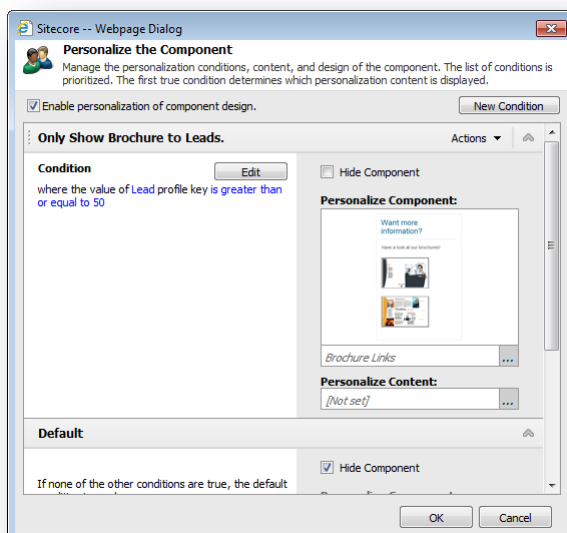 Sitecore -- Webpage Dialog
Personalize the Component
Manage the personalization conditions, content, and design of the component. The list of conditions is
prioritized. The first true condition determines which personalization content is displayed.
Enable personalization of component design.
New Condition
Only Show Brochure to Leads.
Actions
Condition
Edit
where the value of Lead profile key is greater than
or equal to 50
Hide Component
Personalize Component:
Want more
information?
Have a look at our brochures!
Brochure Links
...
Personalize Content:
[Not set]
...
Default
Hide Component
If none of the other conditions are true, the default
OK
Cancel